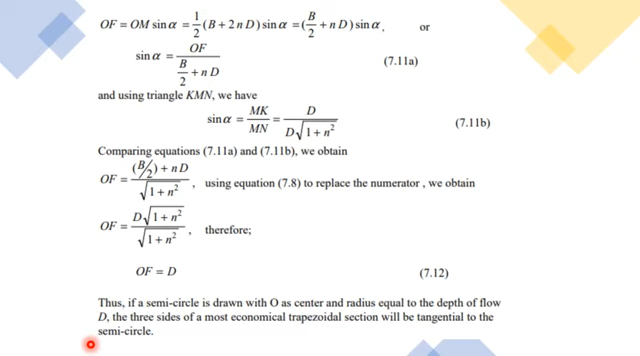 OF = OM sin α = 1/2 (B + 2 n D) sin α = (B/2 + n D) sin α, or
sin α = OF / (B/2 + n D) (7.11a)
and using triangle KMN, we have
sin α = MK/MN = D / (D√(1 + n²)) (7.11b)
Comparing equations (7.11a) and (7.11b), we obtain
OF = ((B/2) + nD) / √(1 + n²), using equation (7.8) to replace the numerator, we obtain
OF = D√(1 + n²) / √(1 + n²), therefore;
OF = D (7.12)
Thus, if a semi-circle is drawn with O as center and radius equal to the depth of flow
D, the three sides of a most economical trapezoidal section will be tangential to the
semi-circle.